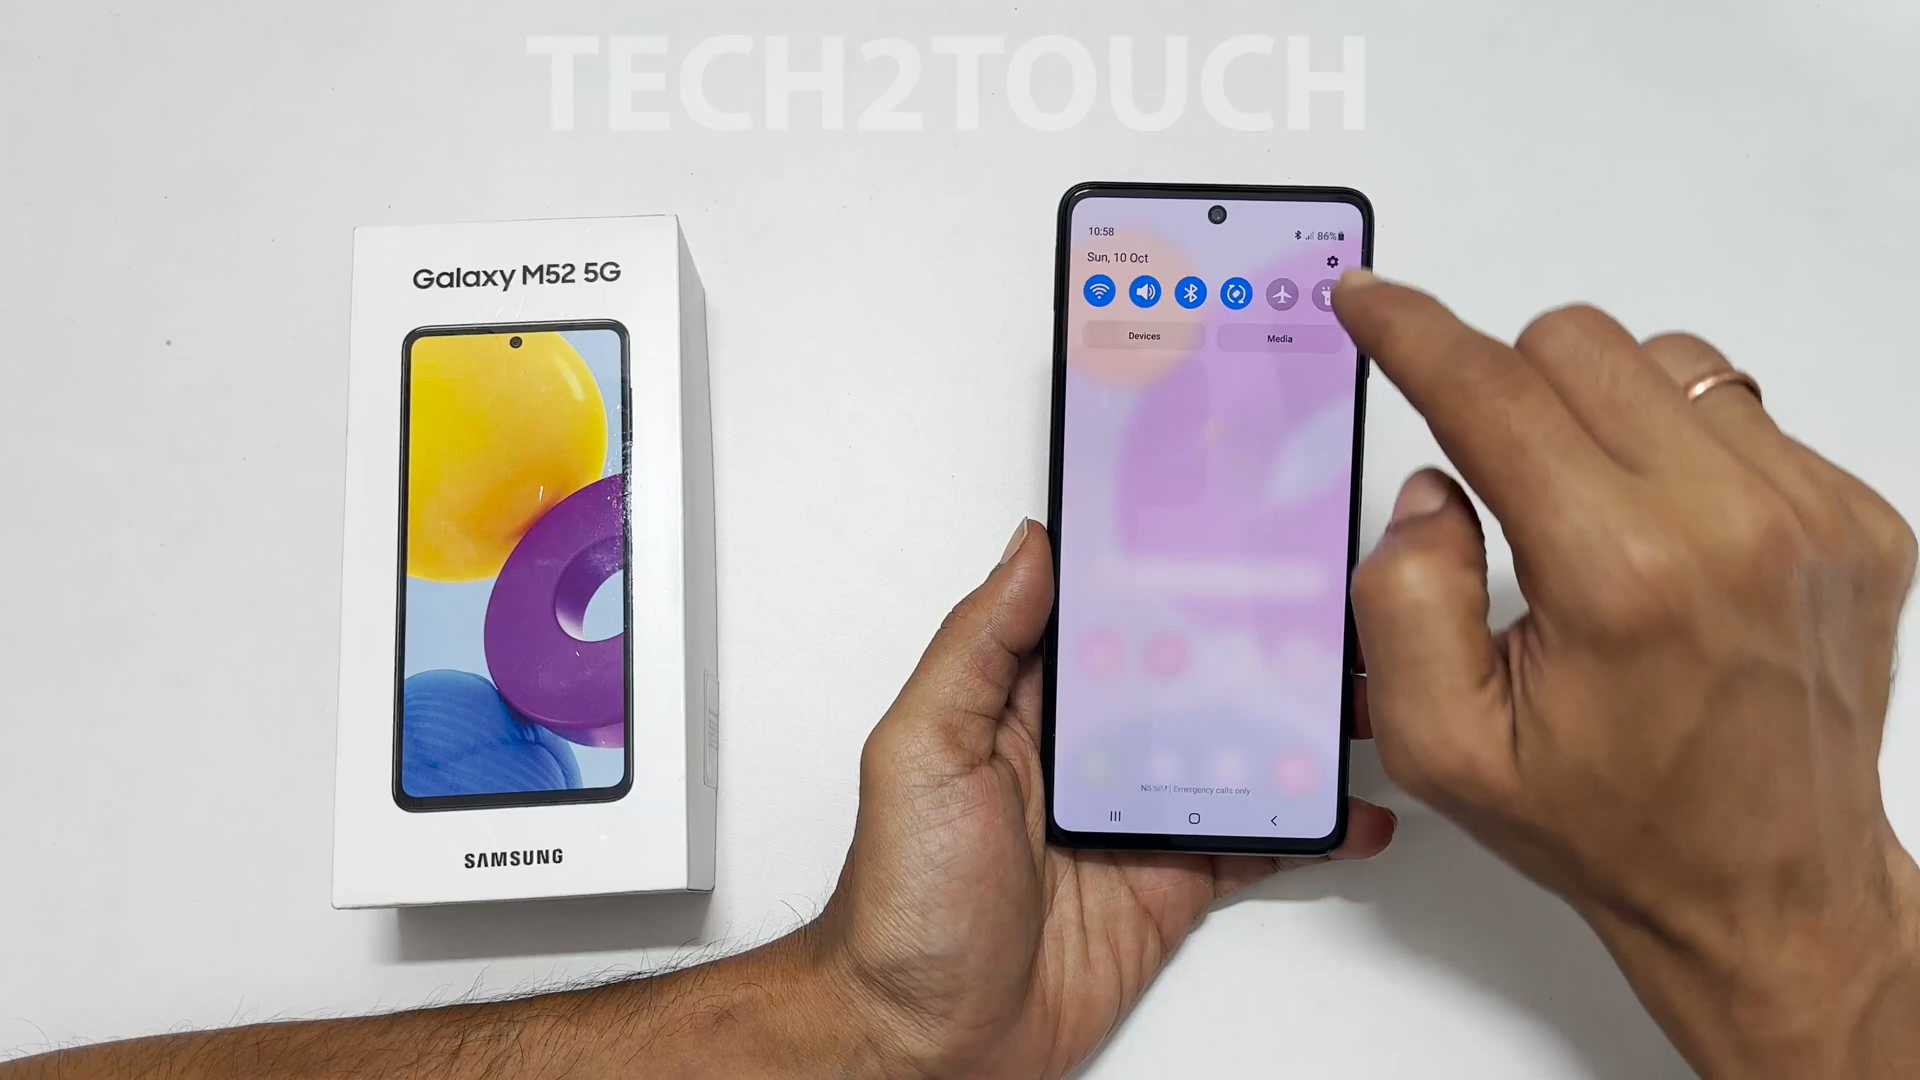 TECH2TOUCH
Galaxy M52 5G
SAMSUNG
10:58
86%
Sun, 10 Oct
Devices
Media
Emergency calls only